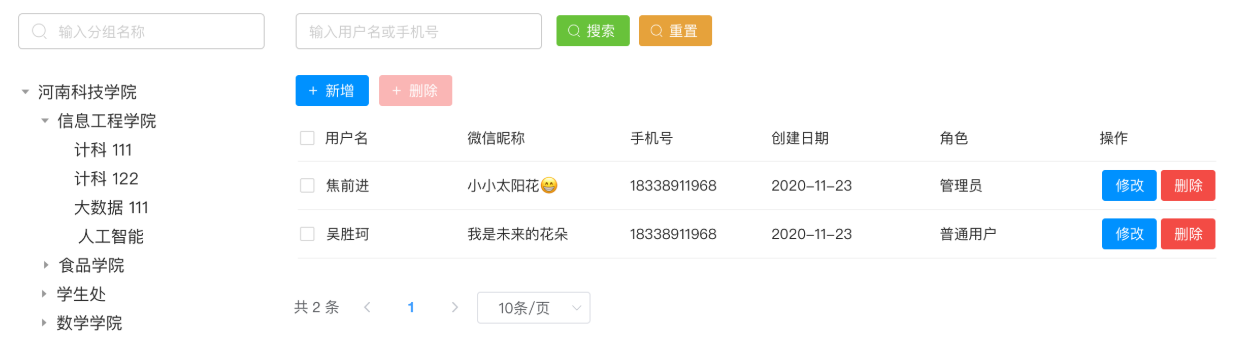 输入分组名称
河南科技学院
信息工程学院
计科 111
计科 122
大数据 111
人工智能
食品学院
学生处
数学学院
输入用户名或手机号 搜索 重置
+ 新增 + 删除
用户名 微信昵称 手机号 创建日期 角色 操作
焦前进 小小太阳花😁 18338911968 2020-11-23 管理员 修改 删除
吴胜珂 我是未来的花朵 18338911968 2020-11-23 普通用户 修改 删除
共 2 条 < 1 > 10条/页